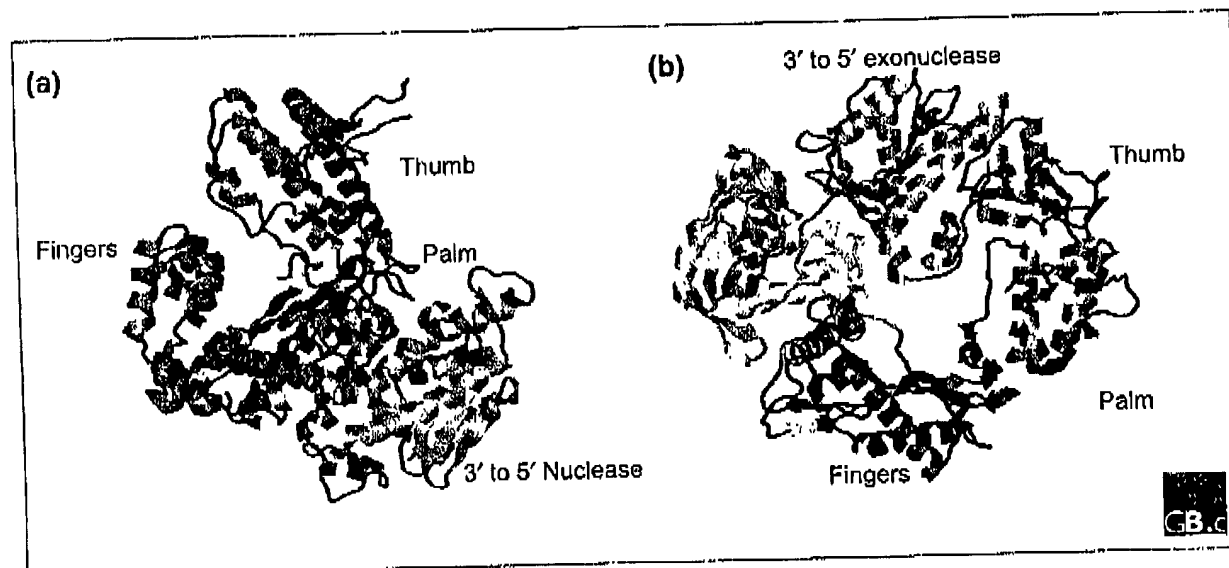 (a)
Thumb
Fingers
Palm
3′ to 5′ Nuclease
(b)
3′ to 5′ exonuclease
Thumb
Palm
Fingers
GB.c